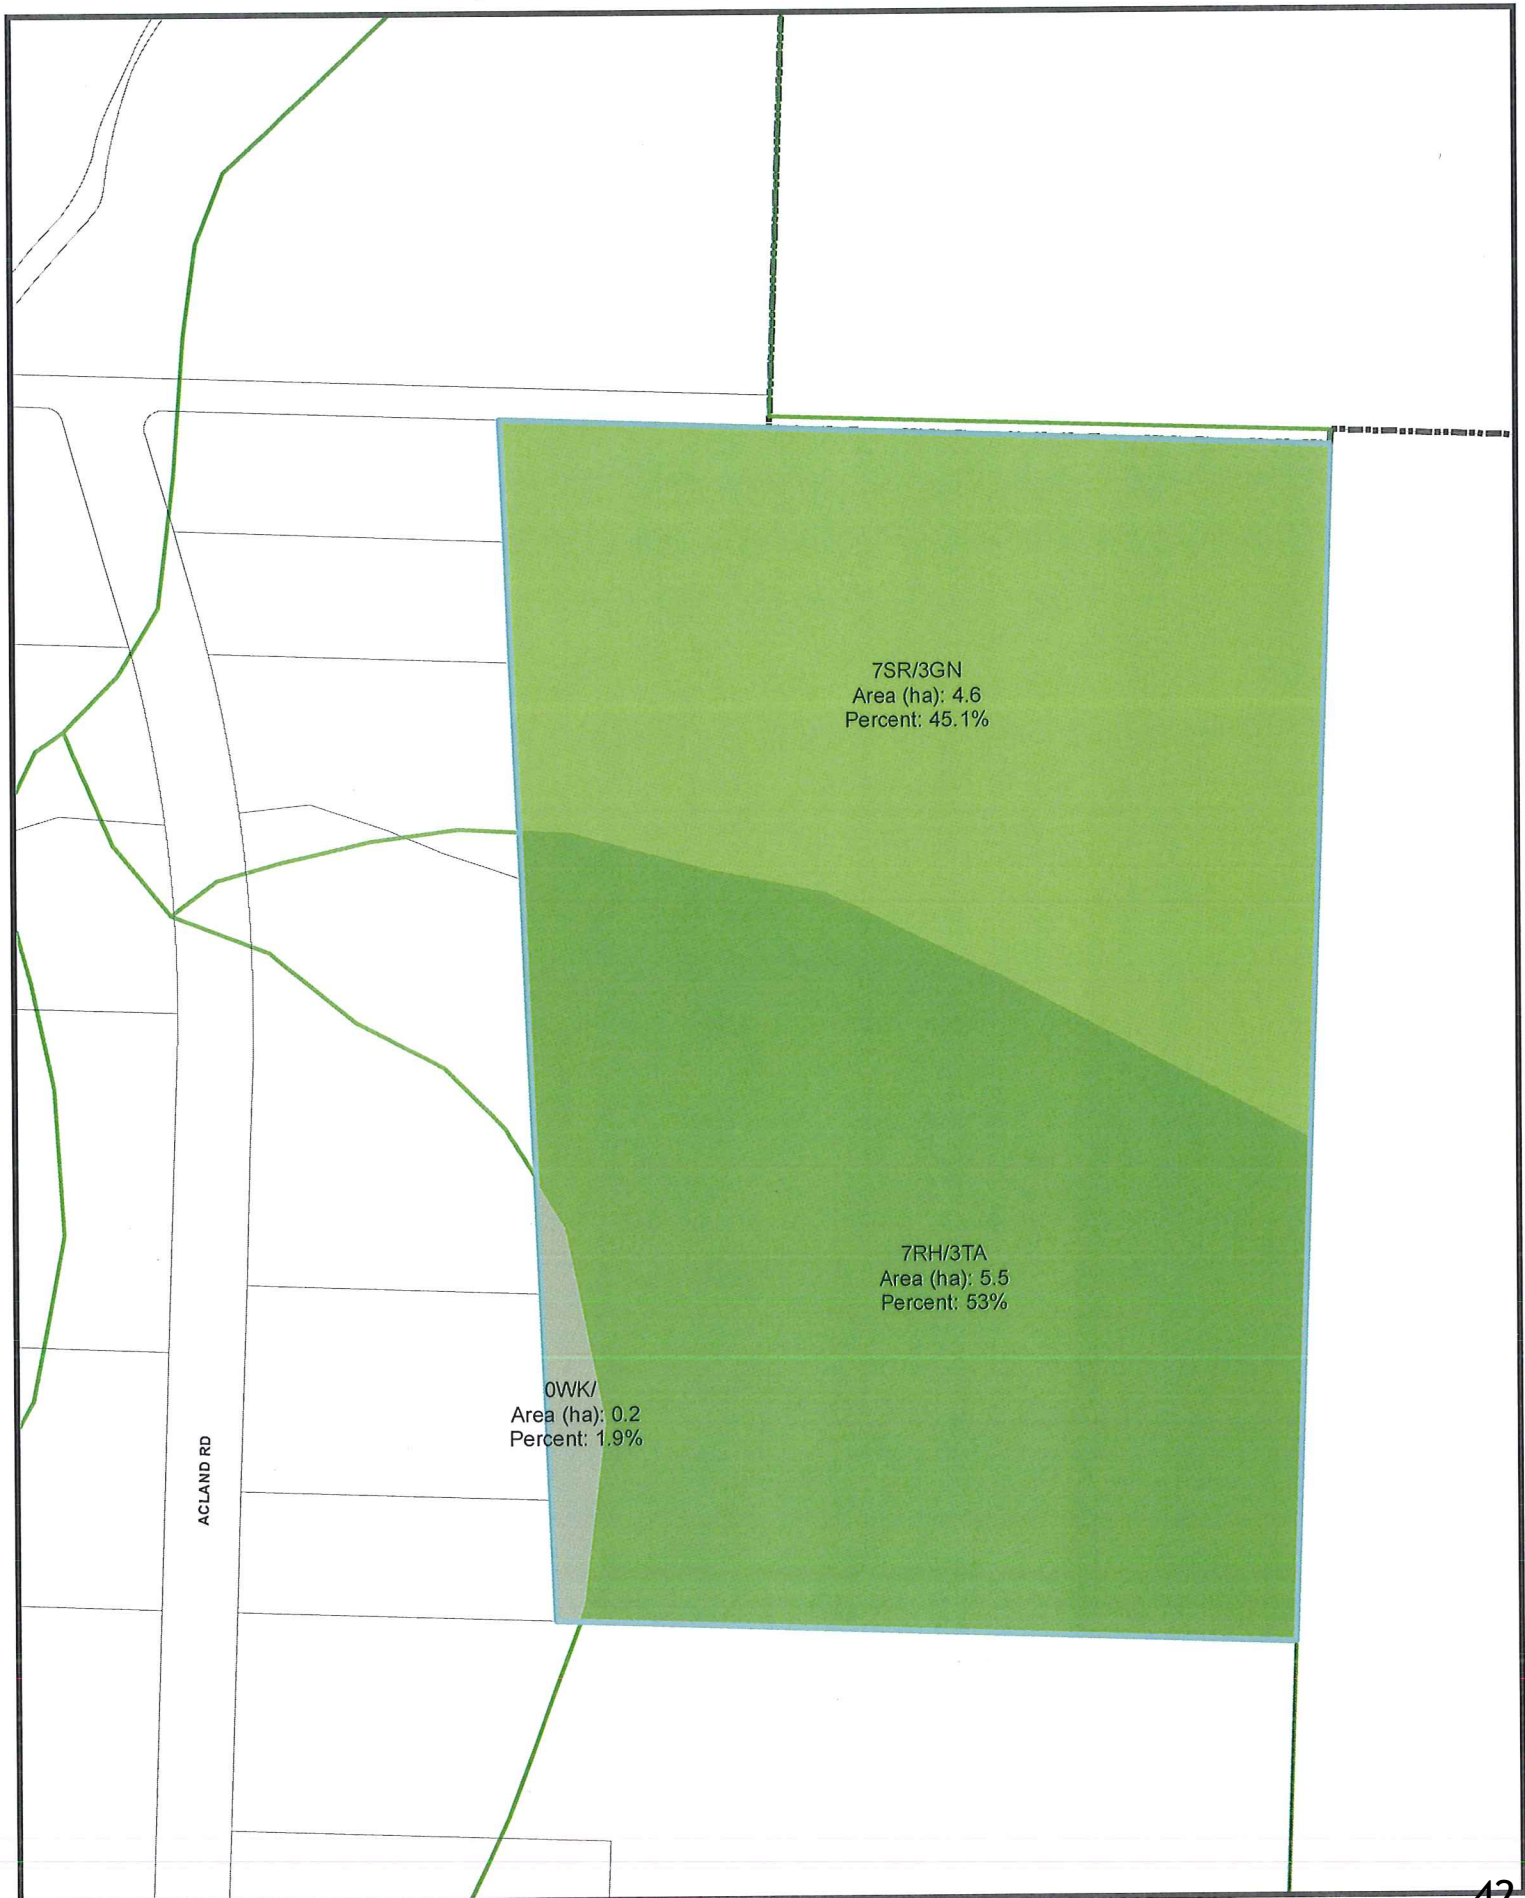 7SR/3GN
Area (ha): 4.6
Percent: 45.1%
7RH/3TA
Area (ha): 5.5
Percent: 53%
0WK/
Area (ha): 0.2
Percent: 1.9%
ACLAND RD
42